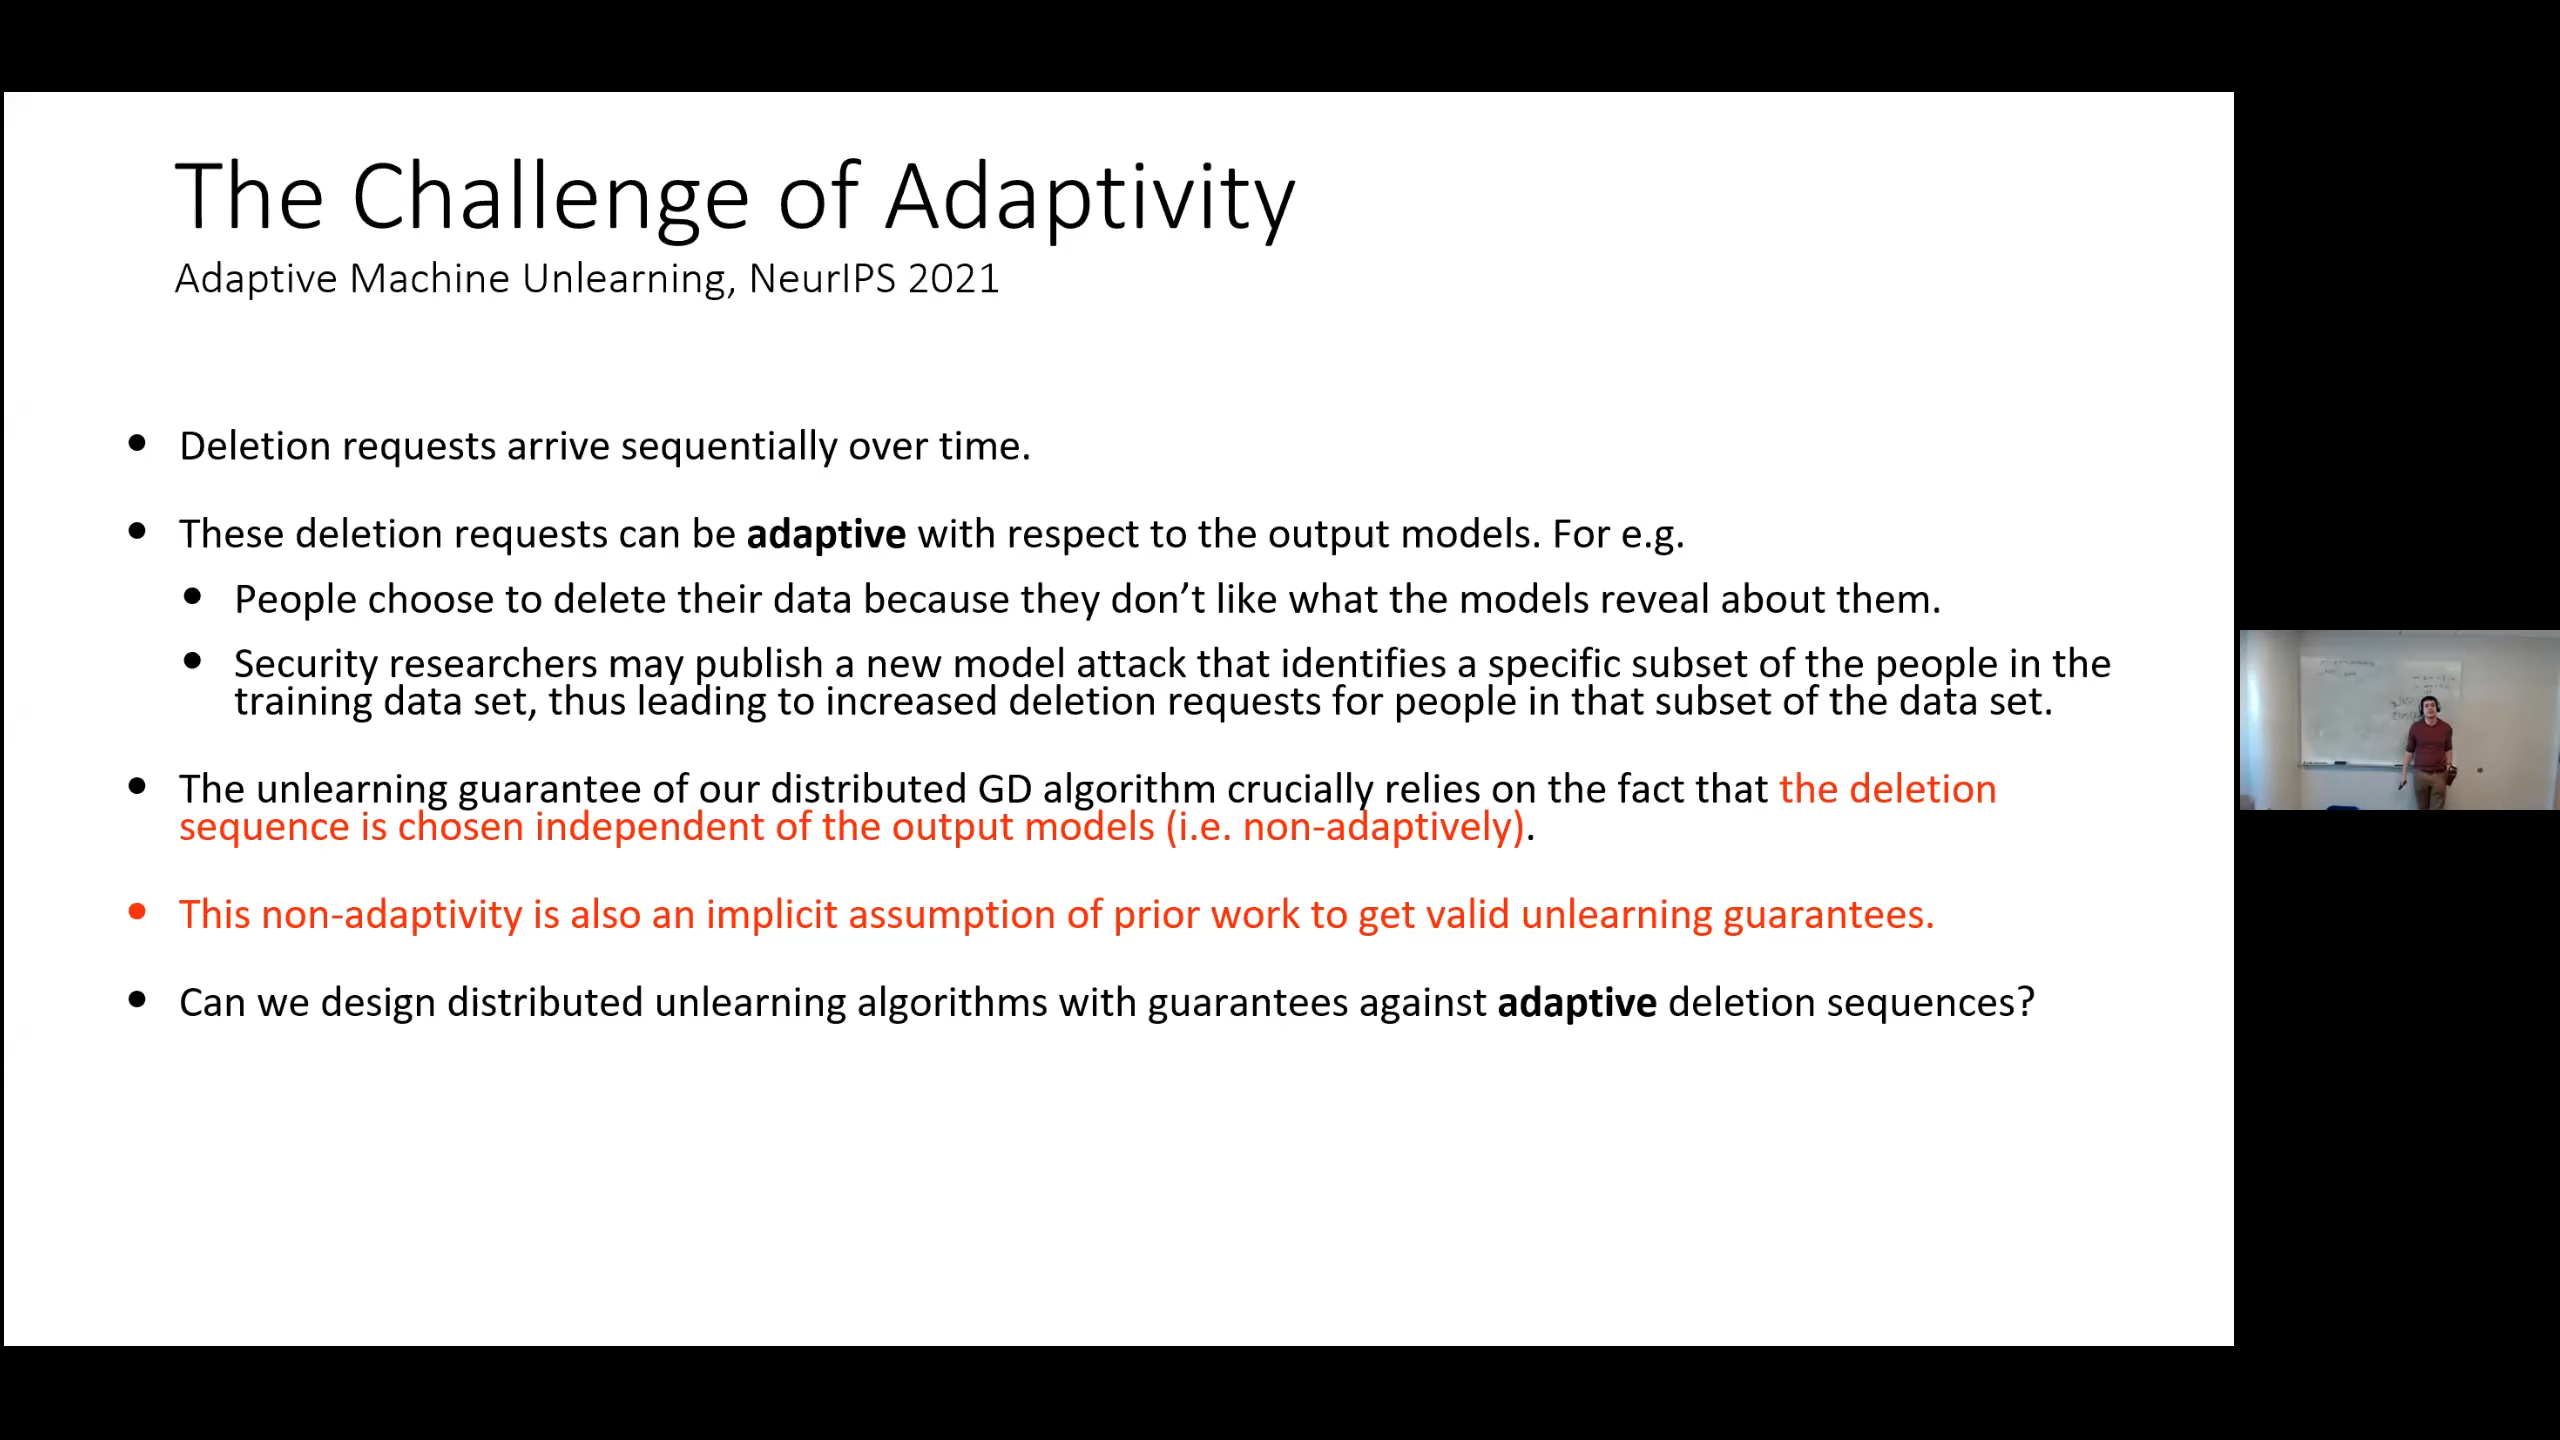 The Challenge of Adaptivity
Adaptive Machine Unlearning, NeurIPS 2021
• Deletion requests arrive sequentially over time.
• These deletion requests can be adaptive with respect to the output models. For e.g.
• People choose to delete their data because they don’t like what the models reveal about them.
• Security researchers may publish a new model attack that identifies a specific subset of the people in the
training data set, thus leading to increased deletion requests for people in that subset of the data set.
• The unlearning guarantee of our distributed GD algorithm crucially relies on the fact that the deletion
sequence is chosen independent of the output models (i.e. non-adaptively).
• This non-adaptivity is also an implicit assumption of prior work to get valid unlearning guarantees.
• Can we design distributed unlearning algorithms with guarantees against adaptive deletion sequences?